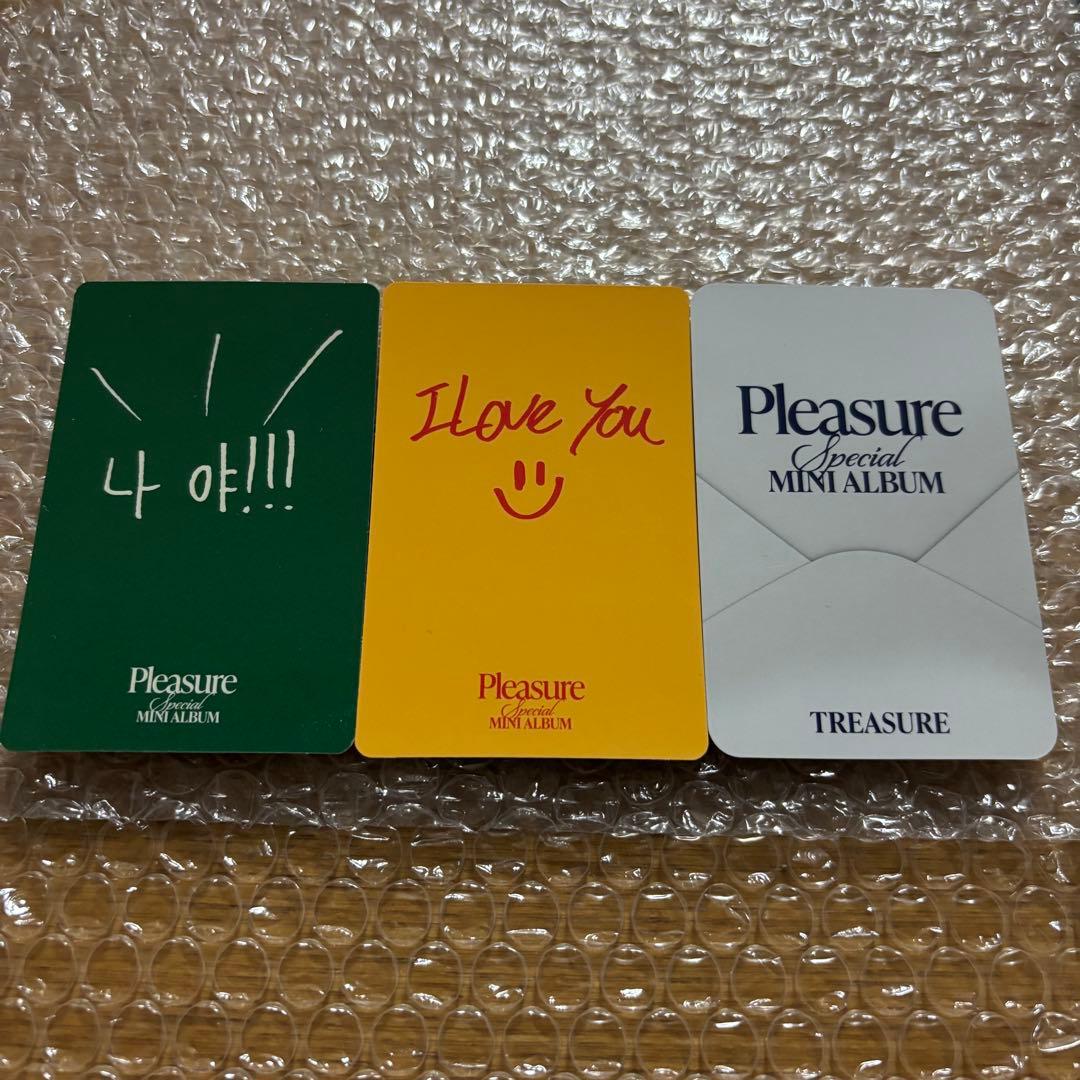 나 야!!!
Pleasure
Special
MINI ALBUM
I Love You
Pleasure
Special
MINI ALBUM
Pleasure
Special
MINI ALBUM
TREASURE